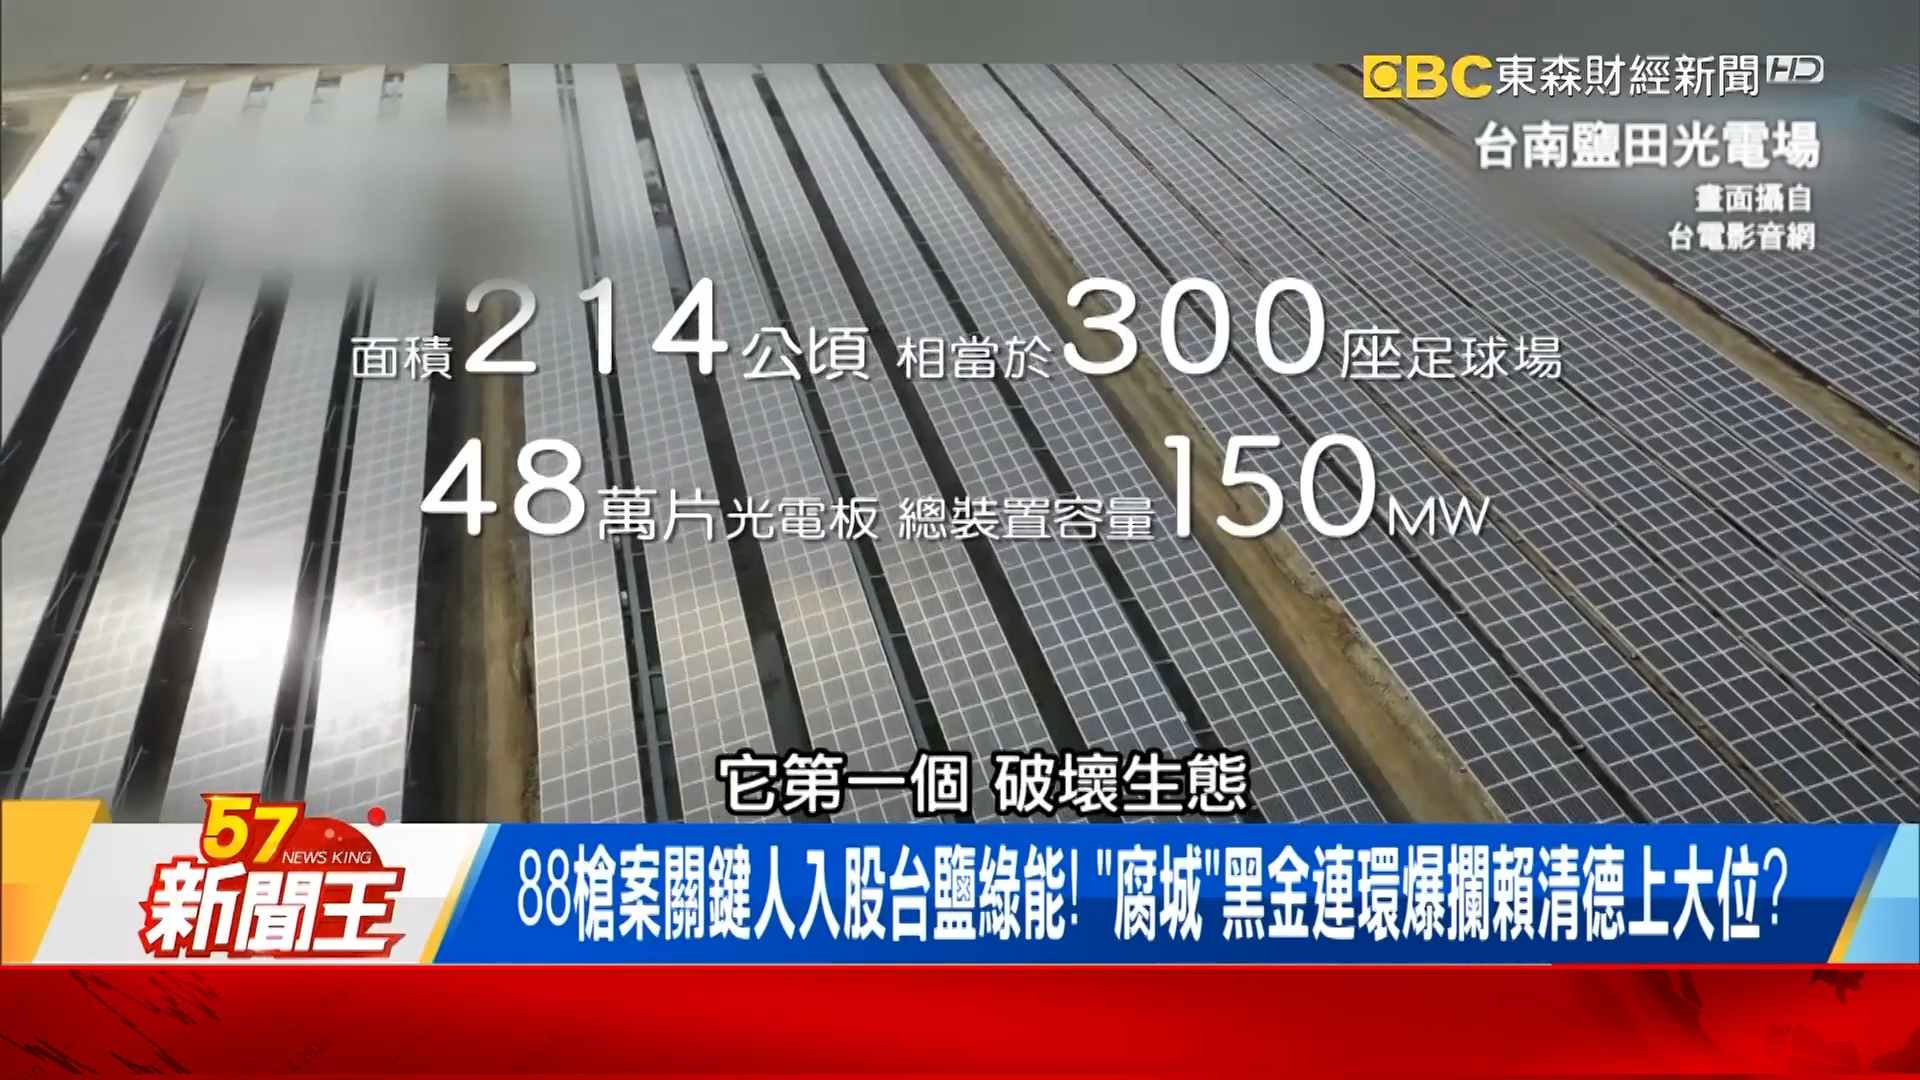 EBC東森財經新聞HD
台南鹽田光電場
畫面攝自
台電影音網
面積214公頃 相當於300座足球場
48萬片光電板 總裝置容量150MW
它第一個 破壞生態
57
NEWS KING
新聞王
88槍案關鍵人入股台鹽綠能!"腐城"黑金連環爆攔賴清德上大位?